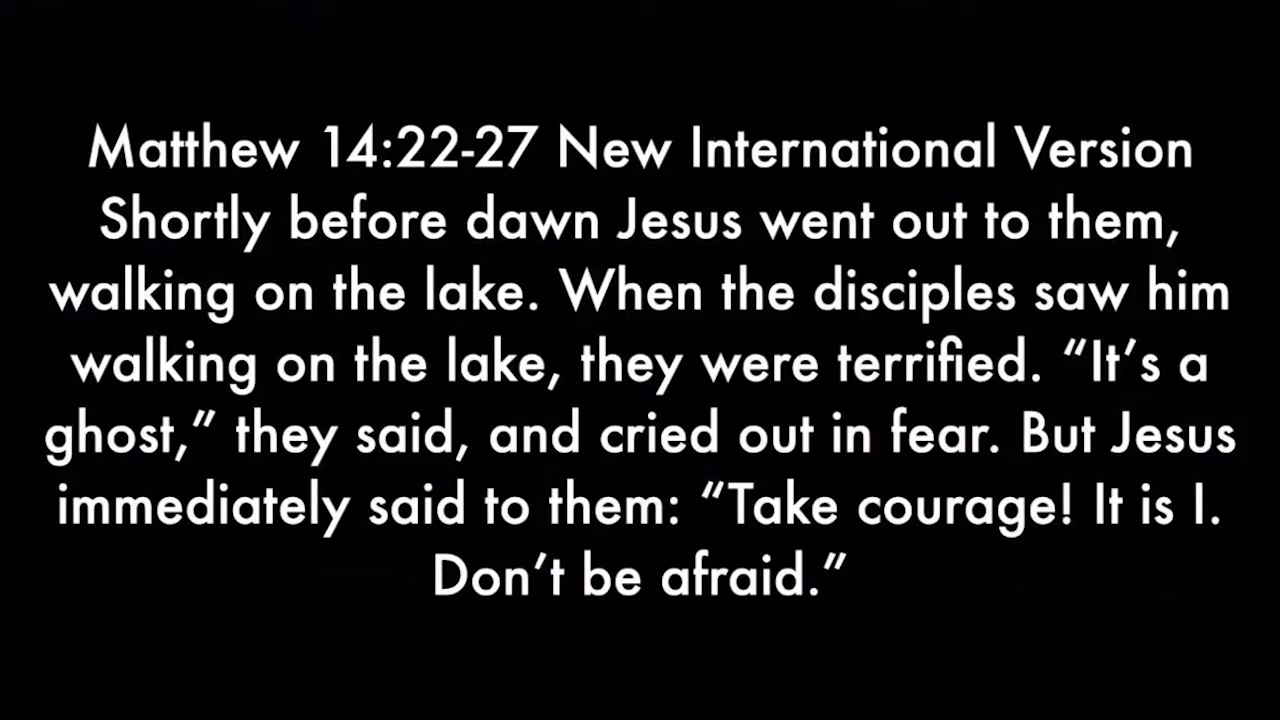 Matthew 14:22-27 New International Version
Shortly before dawn Jesus went out to them,
walking on the lake. When the disciples saw him
walking on the lake, they were terrified. “It’s a
ghost,” they said, and cried out in fear. But Jesus
immediately said to them: “Take courage! It is I.
Don’t be afraid.”